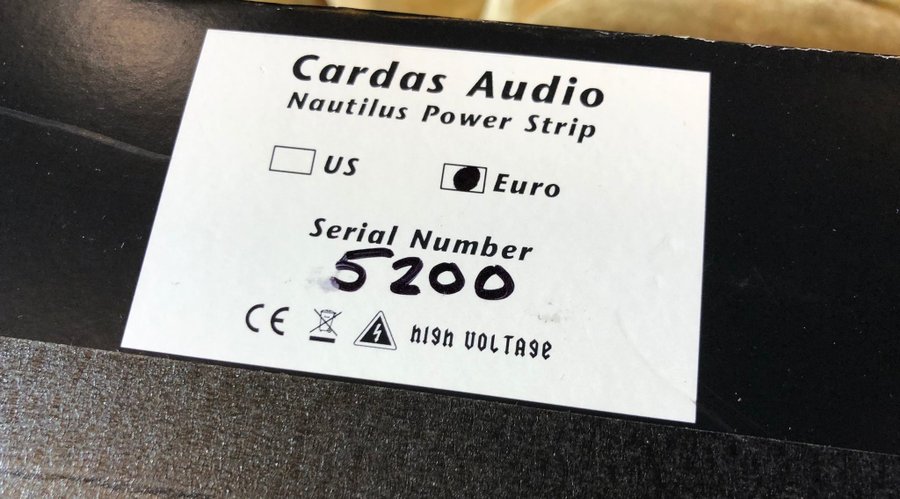 Cardas Audio
Nautilus Power Strip
US Euro
Serial Number
5200
CE HIGH VOLTAGE